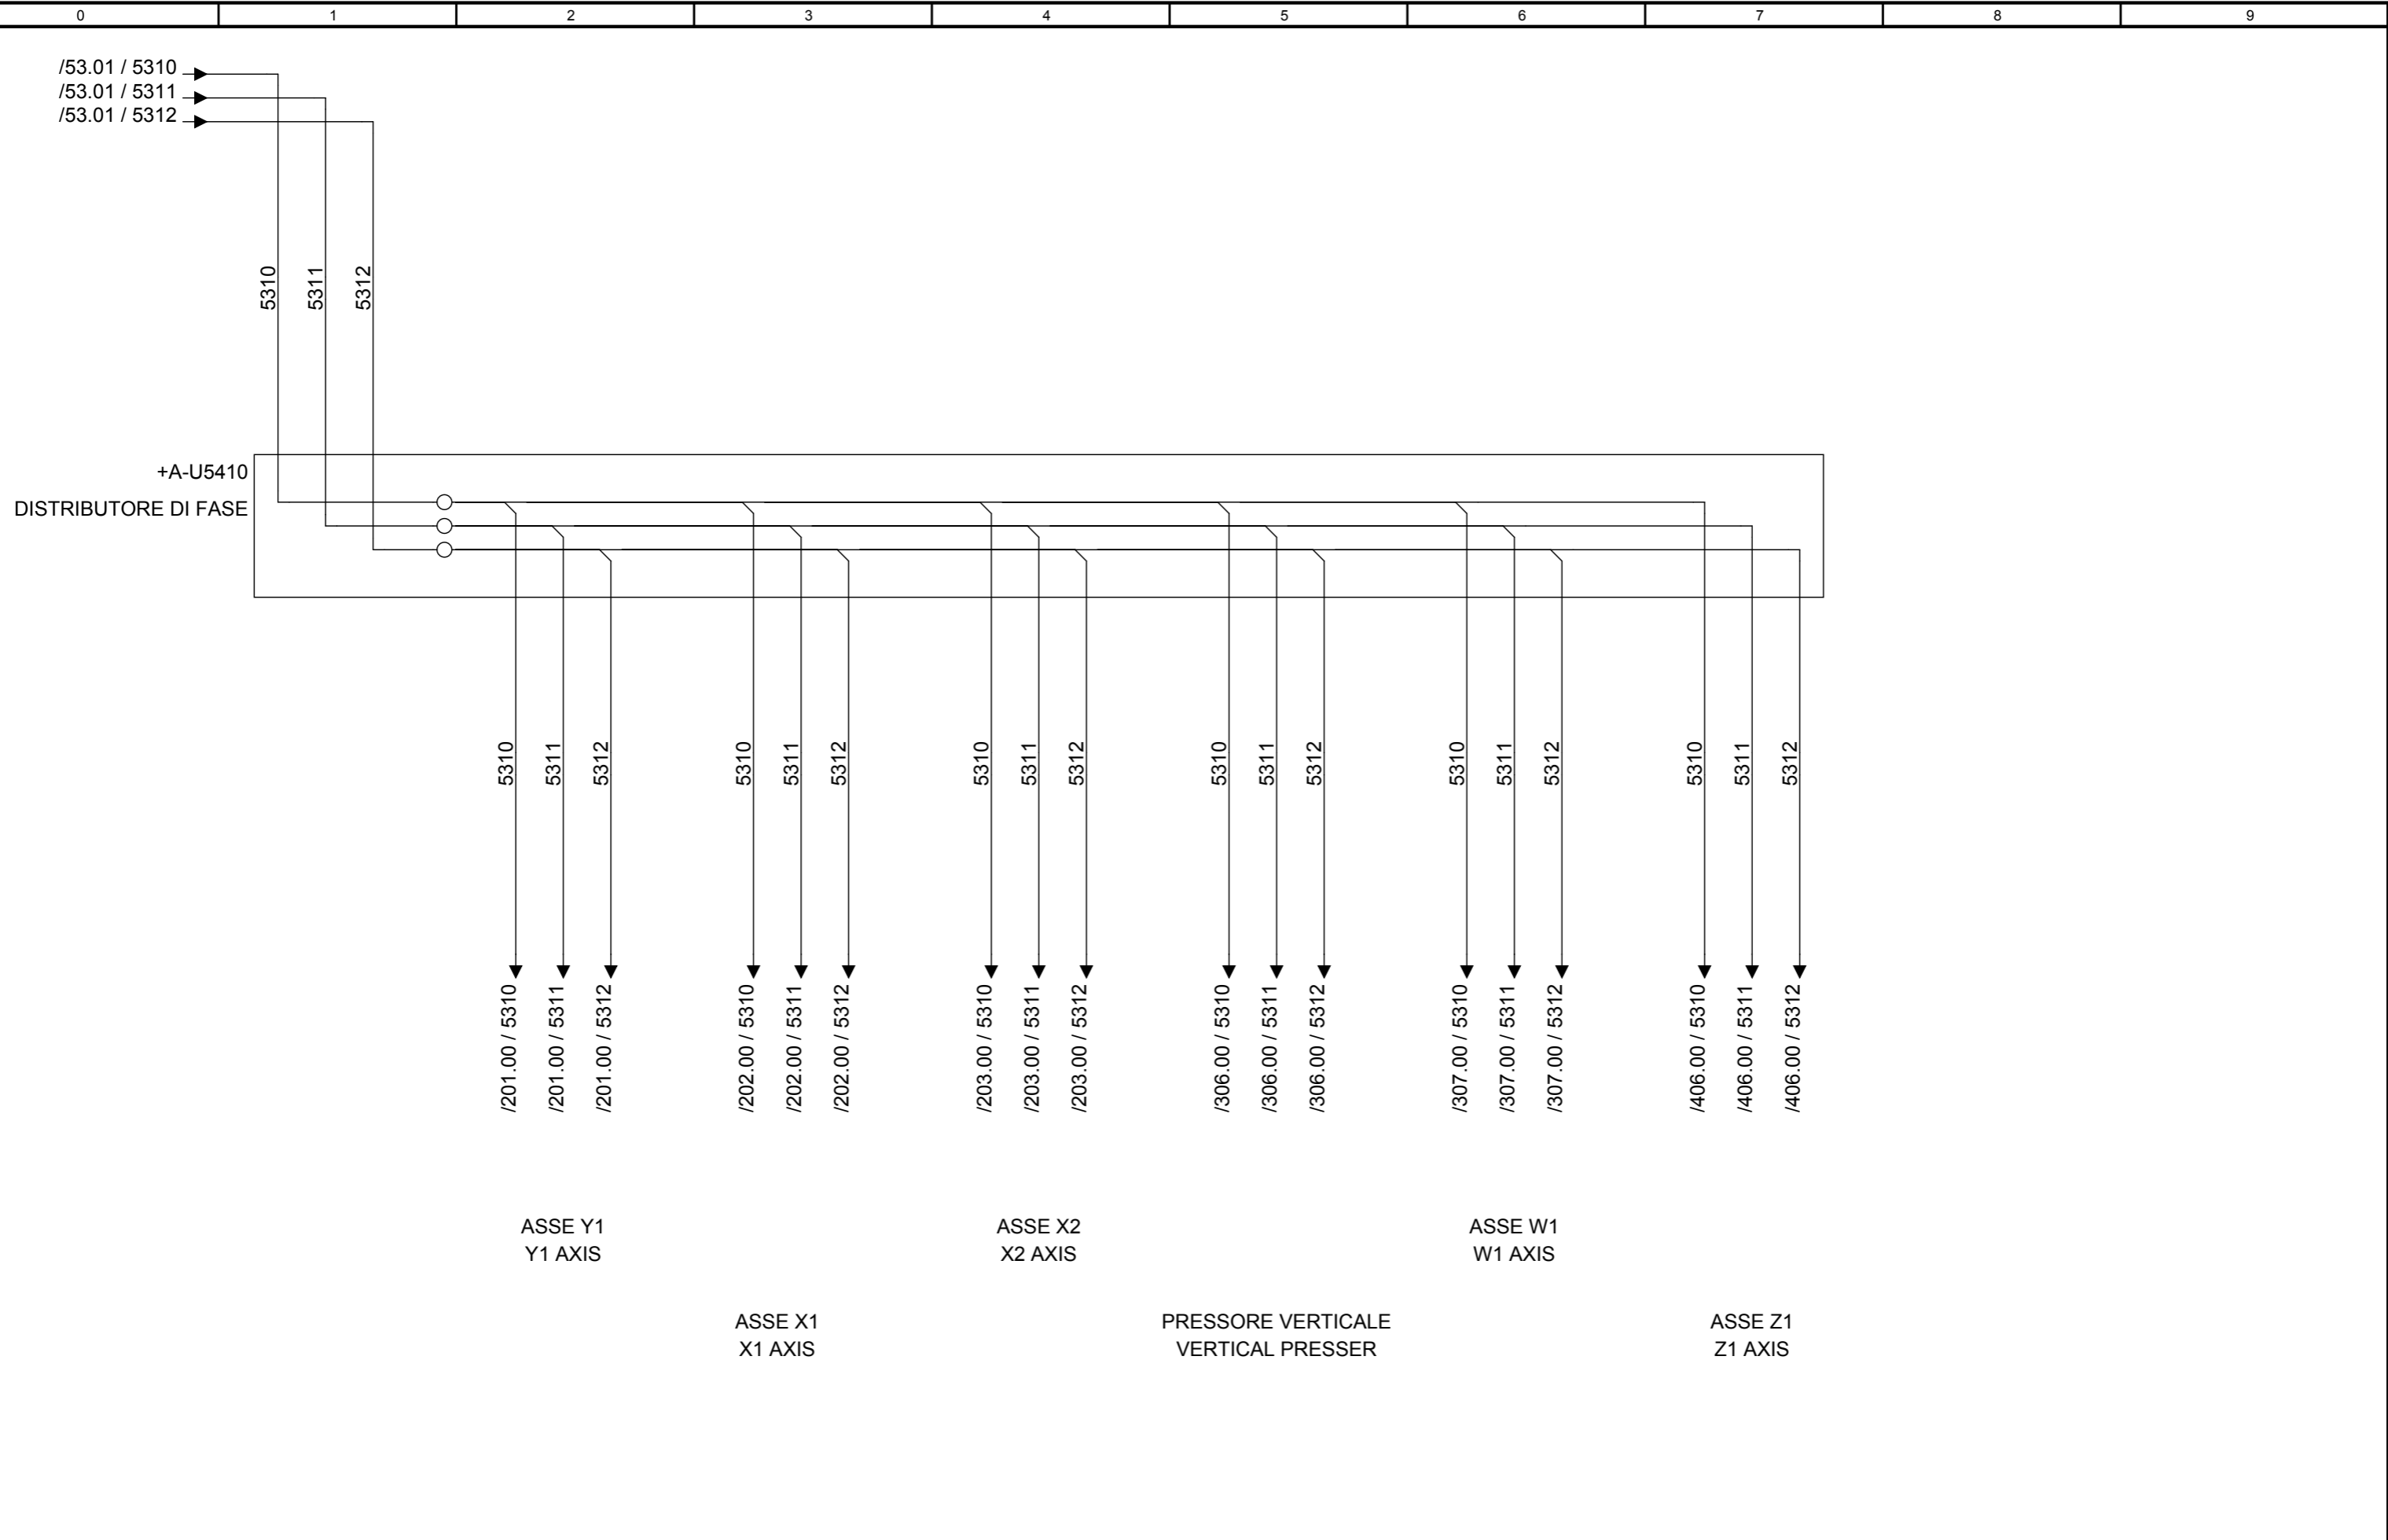 0 1 2 3 4 5 6 7 8 9
/53.01 / 5310
/53.01 / 5311
/53.01 / 5312
5310 5311 5312
+A-U5410
DISTRIBUTORE DI FASE
5310 5311 5312 5310 5311 5312 5310 5311 5312 5310 5311 5312 5310 5311 5312 5310 5311 5312
/201.00 / 5310
/201.00 / 5311
/201.00 / 5312
/202.00 / 5310
/202.00 / 5311
/202.00 / 5312
/203.00 / 5310
/203.00 / 5311
/203.00 / 5312
/306.00 / 5310
/306.00 / 5311
/306.00 / 5312
/307.00 / 5310
/307.00 / 5311
/307.00 / 5312
/406.00 / 5310
/406.00 / 5311
/406.00 / 5312
ASSE Y1
Y1 AXIS
ASSE X2
X2 AXIS
ASSE W1
W1 AXIS
ASSE X1
X1 AXIS
PRESSORE VERTICALE
VERTICAL PRESSER
ASSE Z1
Z1 AXIS